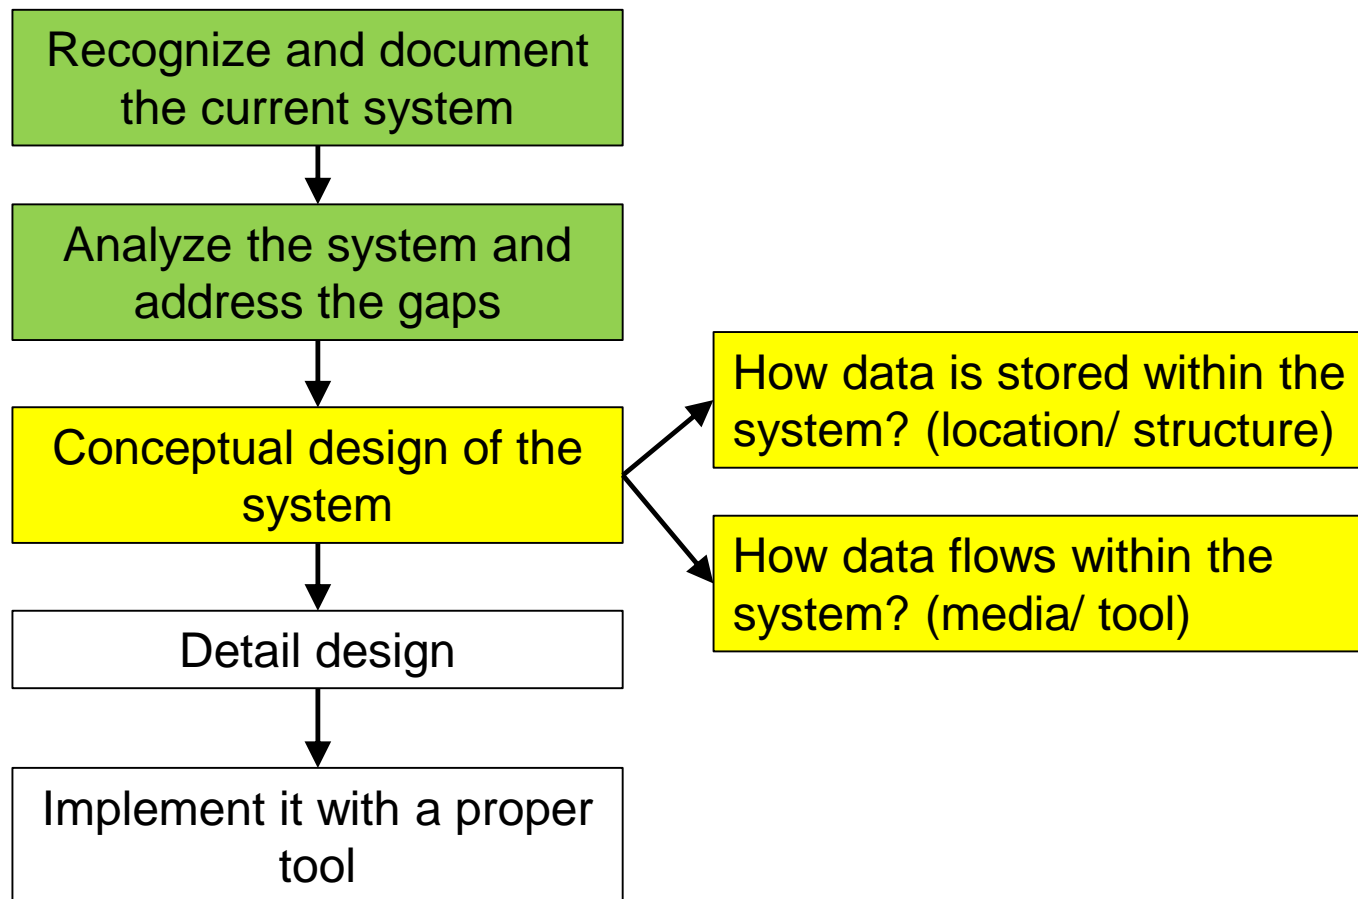 Recognize and document
the current system
Analyze the system and
address the gaps
Conceptual design of the
system
How data is stored within the
system? (location/ structure)
How data flows within the
system? (media/ tool)
Detail design
Implement it with a proper
tool